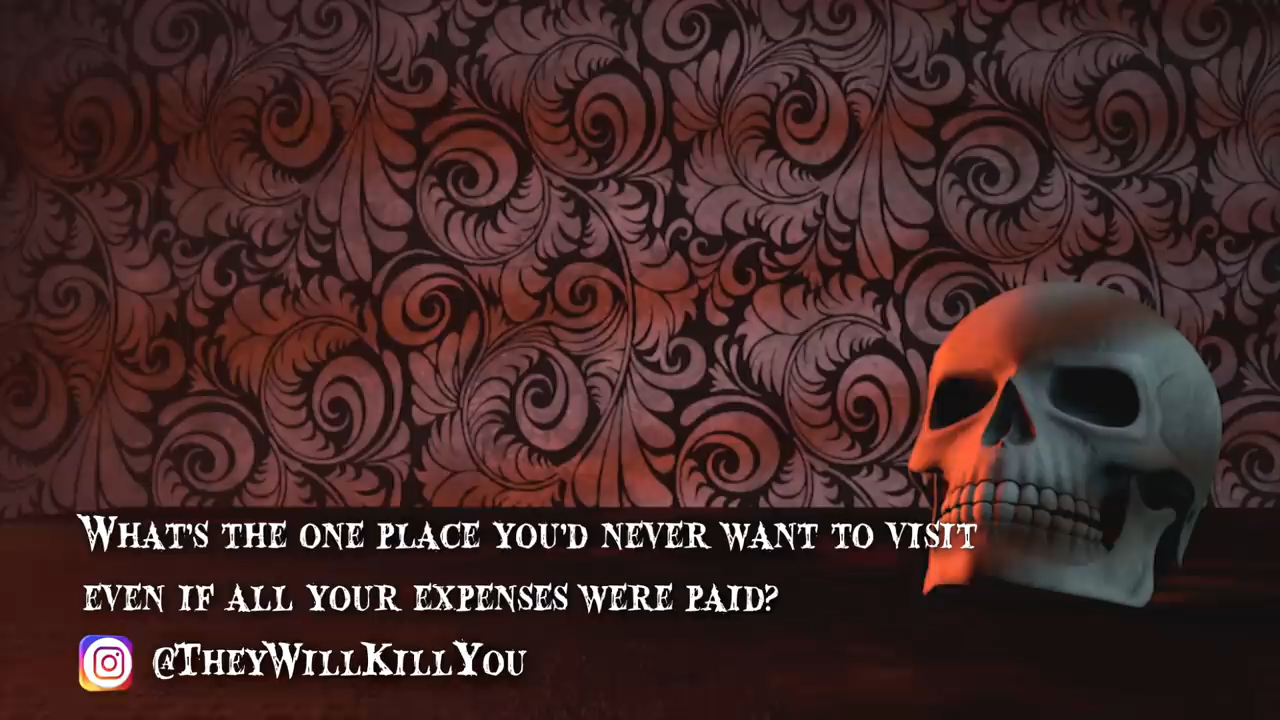 What's the one place you'd never want to visit
even if all your expenses were paid?
@TheyWillKillYou